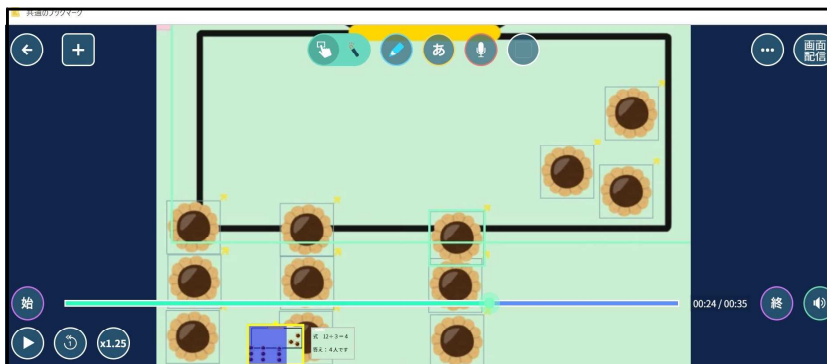 共通のブックマーク
あ
画面
配信
始
00:24 / 00:35
終
x1.25
式　12÷3＝4
答え：4人です